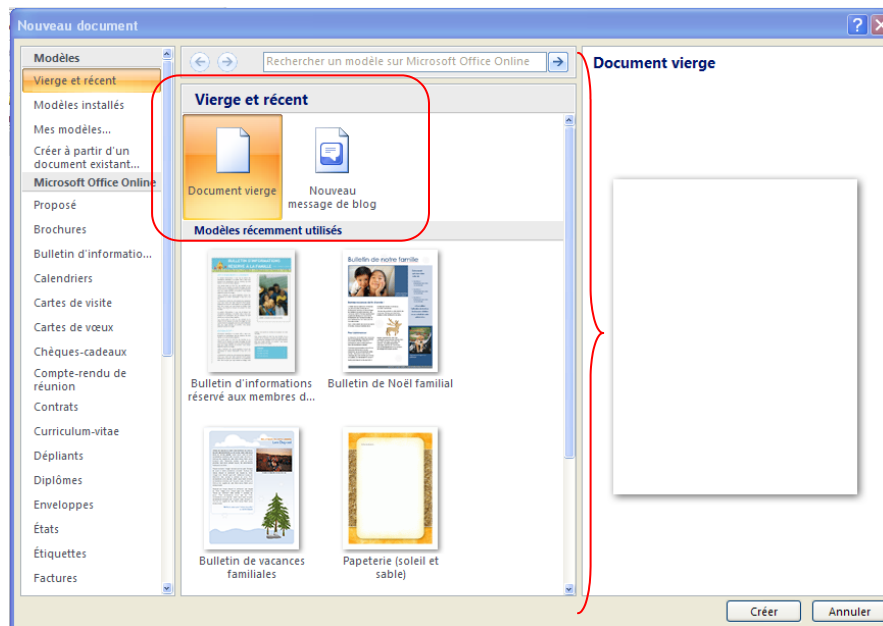 Nouveau document
Modèles
Vierge et récent
Modèles installés
Mes modèles...
Créer à partir d'un
document existant...
Microsoft Office Online
Proposé
Brochures
Bulletin d'informatio...
Calendriers
Cartes de visite
Cartes de vœux
Chèques-cadeaux
Compte-rendu de
réunion
Contrats
Curriculum-vitae
Dépliants
Diplômes
Enveloppes
États
Étiquettes
Factures
Rechercher un modèle sur Microsoft Office Online
Vierge et récent
Document vierge
Nouveau
message de blog
Modèles récemment utilisés
Bulletin d'informations
réservé aux membres d...
Bulletin de notre famille
Bulletin de Noël familial
Bulletin de vacances
familiales
Papeterie (soleil et
sable)
Document vierge
Créer
Annuler